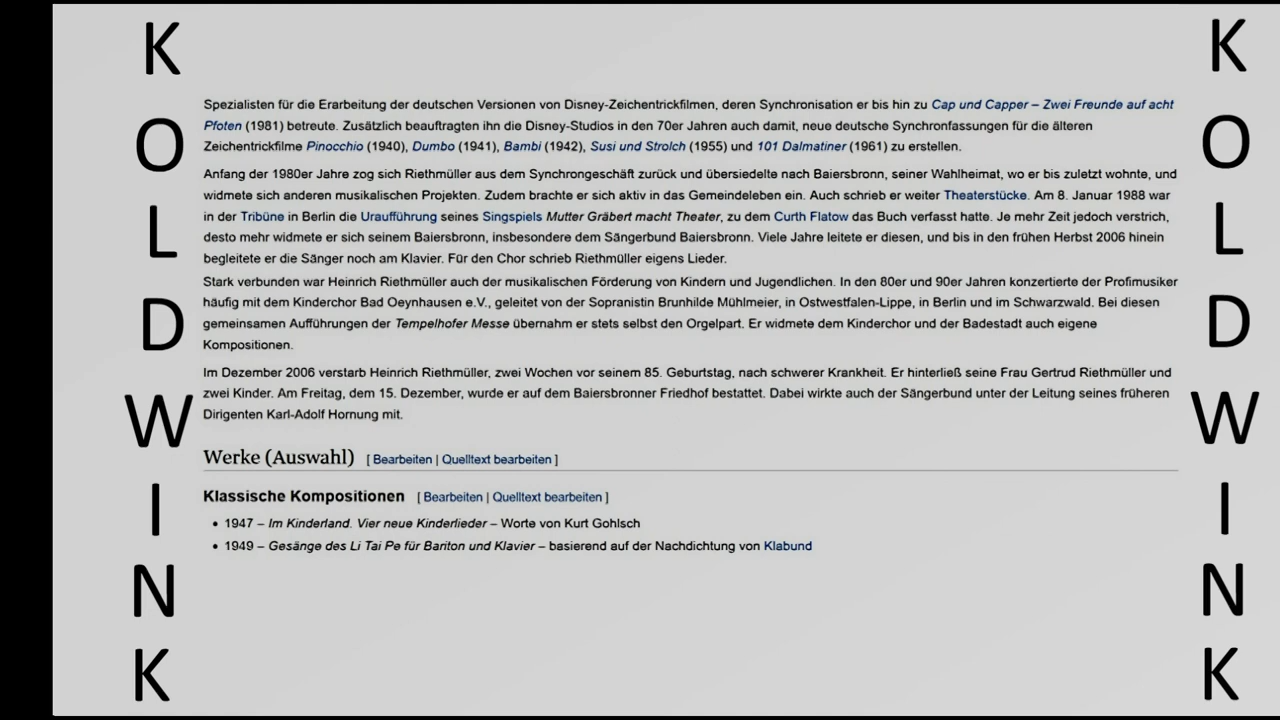 KOLDWINK
Spezialisten für die Erarbeitung der deutschen Versionen von Disney-Zeichentrickfilmen, deren Synchronisation er bis hin zu Cap und Capper – Zwei Freunde auf acht
Pfoten (1981) betreute. Zusätzlich beauftragten ihn die Disney-Studios in den 70er Jahren auch damit, neue deutsche Synchronfassungen für die älteren
Zeichentrickfilme Pinocchio (1940), Dumbo (1941), Bambi (1942), Susi und Strolch (1955) und 101 Dalmatiner (1961) zu erstellen.
Anfang der 1980er Jahre zog sich Riethmüller aus dem Synchrongeschäft zurück und übersiedelte nach Baiersbronn, seiner Wahlheimat, wo er bis zuletzt wohnte, und
widmete sich anderen musikalischen Projekten. Zudem brachte er sich aktiv in das Gemeindeleben ein. Auch schrieb er weiter Theaterstücke. Am 8. Januar 1988 war
in der Tribüne in Berlin die Uraufführung seines Singspiels Mutter Gräbert macht Theater, zu dem Curth Flatow das Buch verfasst hatte. Je mehr Zeit jedoch verstrich,
desto mehr widmete er sich seinem Baiersbronn, insbesondere dem Sängerbund Baiersbronn. Viele Jahre leitete er diesen, und bis in den frühen Herbst 2006 hinein
begleitete er die Sänger noch am Klavier. Für den Chor schrieb Riethmüller eigens Lieder.
Stark verbunden war Heinrich Riethmüller auch der musikalischen Förderung von Kindern und Jugendlichen. In den 80er und 90er Jahren konzertierte der Profimusiker
häufig mit dem Kinderchor Bad Oeynhausen e.V., geleitet von der Sopranistin Brunhilde Mühlmeier, in Ostwestfalen-Lippe, in Berlin und im Schwarzwald. Bei diesen
gemeinsamen Aufführungen der Tempelhofer Messe übernahm er stets selbst den Orgelpart. Er widmete dem Kinderchor und der Badestadt auch eigene
Kompositionen.
Im Dezember 2006 verstarb Heinrich Riethmüller, zwei Wochen vor seinem 85. Geburtstag, nach schwerer Krankheit. Er hinterließ seine Frau Gertrud Riethmüller und
zwei Kinder. Am Freitag, dem 15. Dezember, wurde er auf dem Baiersbronner Friedhof bestattet. Dabei wirkte auch der Sängerbund unter der Leitung seines früheren
Dirigenten Karl-Adolf Hornung mit.
Werke (Auswahl) [ Bearbeiten | Quelltext bearbeiten ]
Klassische Kompositionen [ Bearbeiten | Quelltext bearbeiten ]
• 1947 – Im Kinderland. Vier neue Kinderlieder – Worte von Kurt Gohlsch
• 1949 – Gesänge des Li Tai Pe für Bariton und Klavier – basierend auf der Nachdichtung von Klabund
KOLDWINK